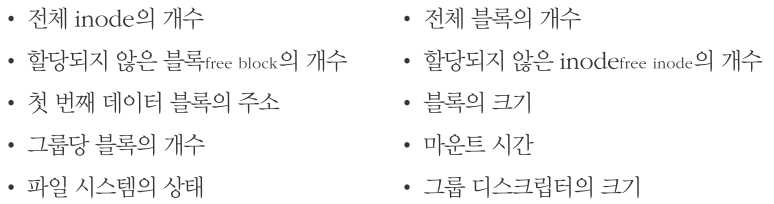 • 전체 inode의 개수
• 할당되지 않은 블록free block의 개수
• 첫 번째 데이터 블록의 주소
• 그룹당 블록의 개수
• 파일 시스템의 상태
• 전체 블록의 개수
• 할당되지 않은 inodefree inode의 개수
• 블록의 크기
• 마운트 시간
• 그룹 디스크립터의 크기